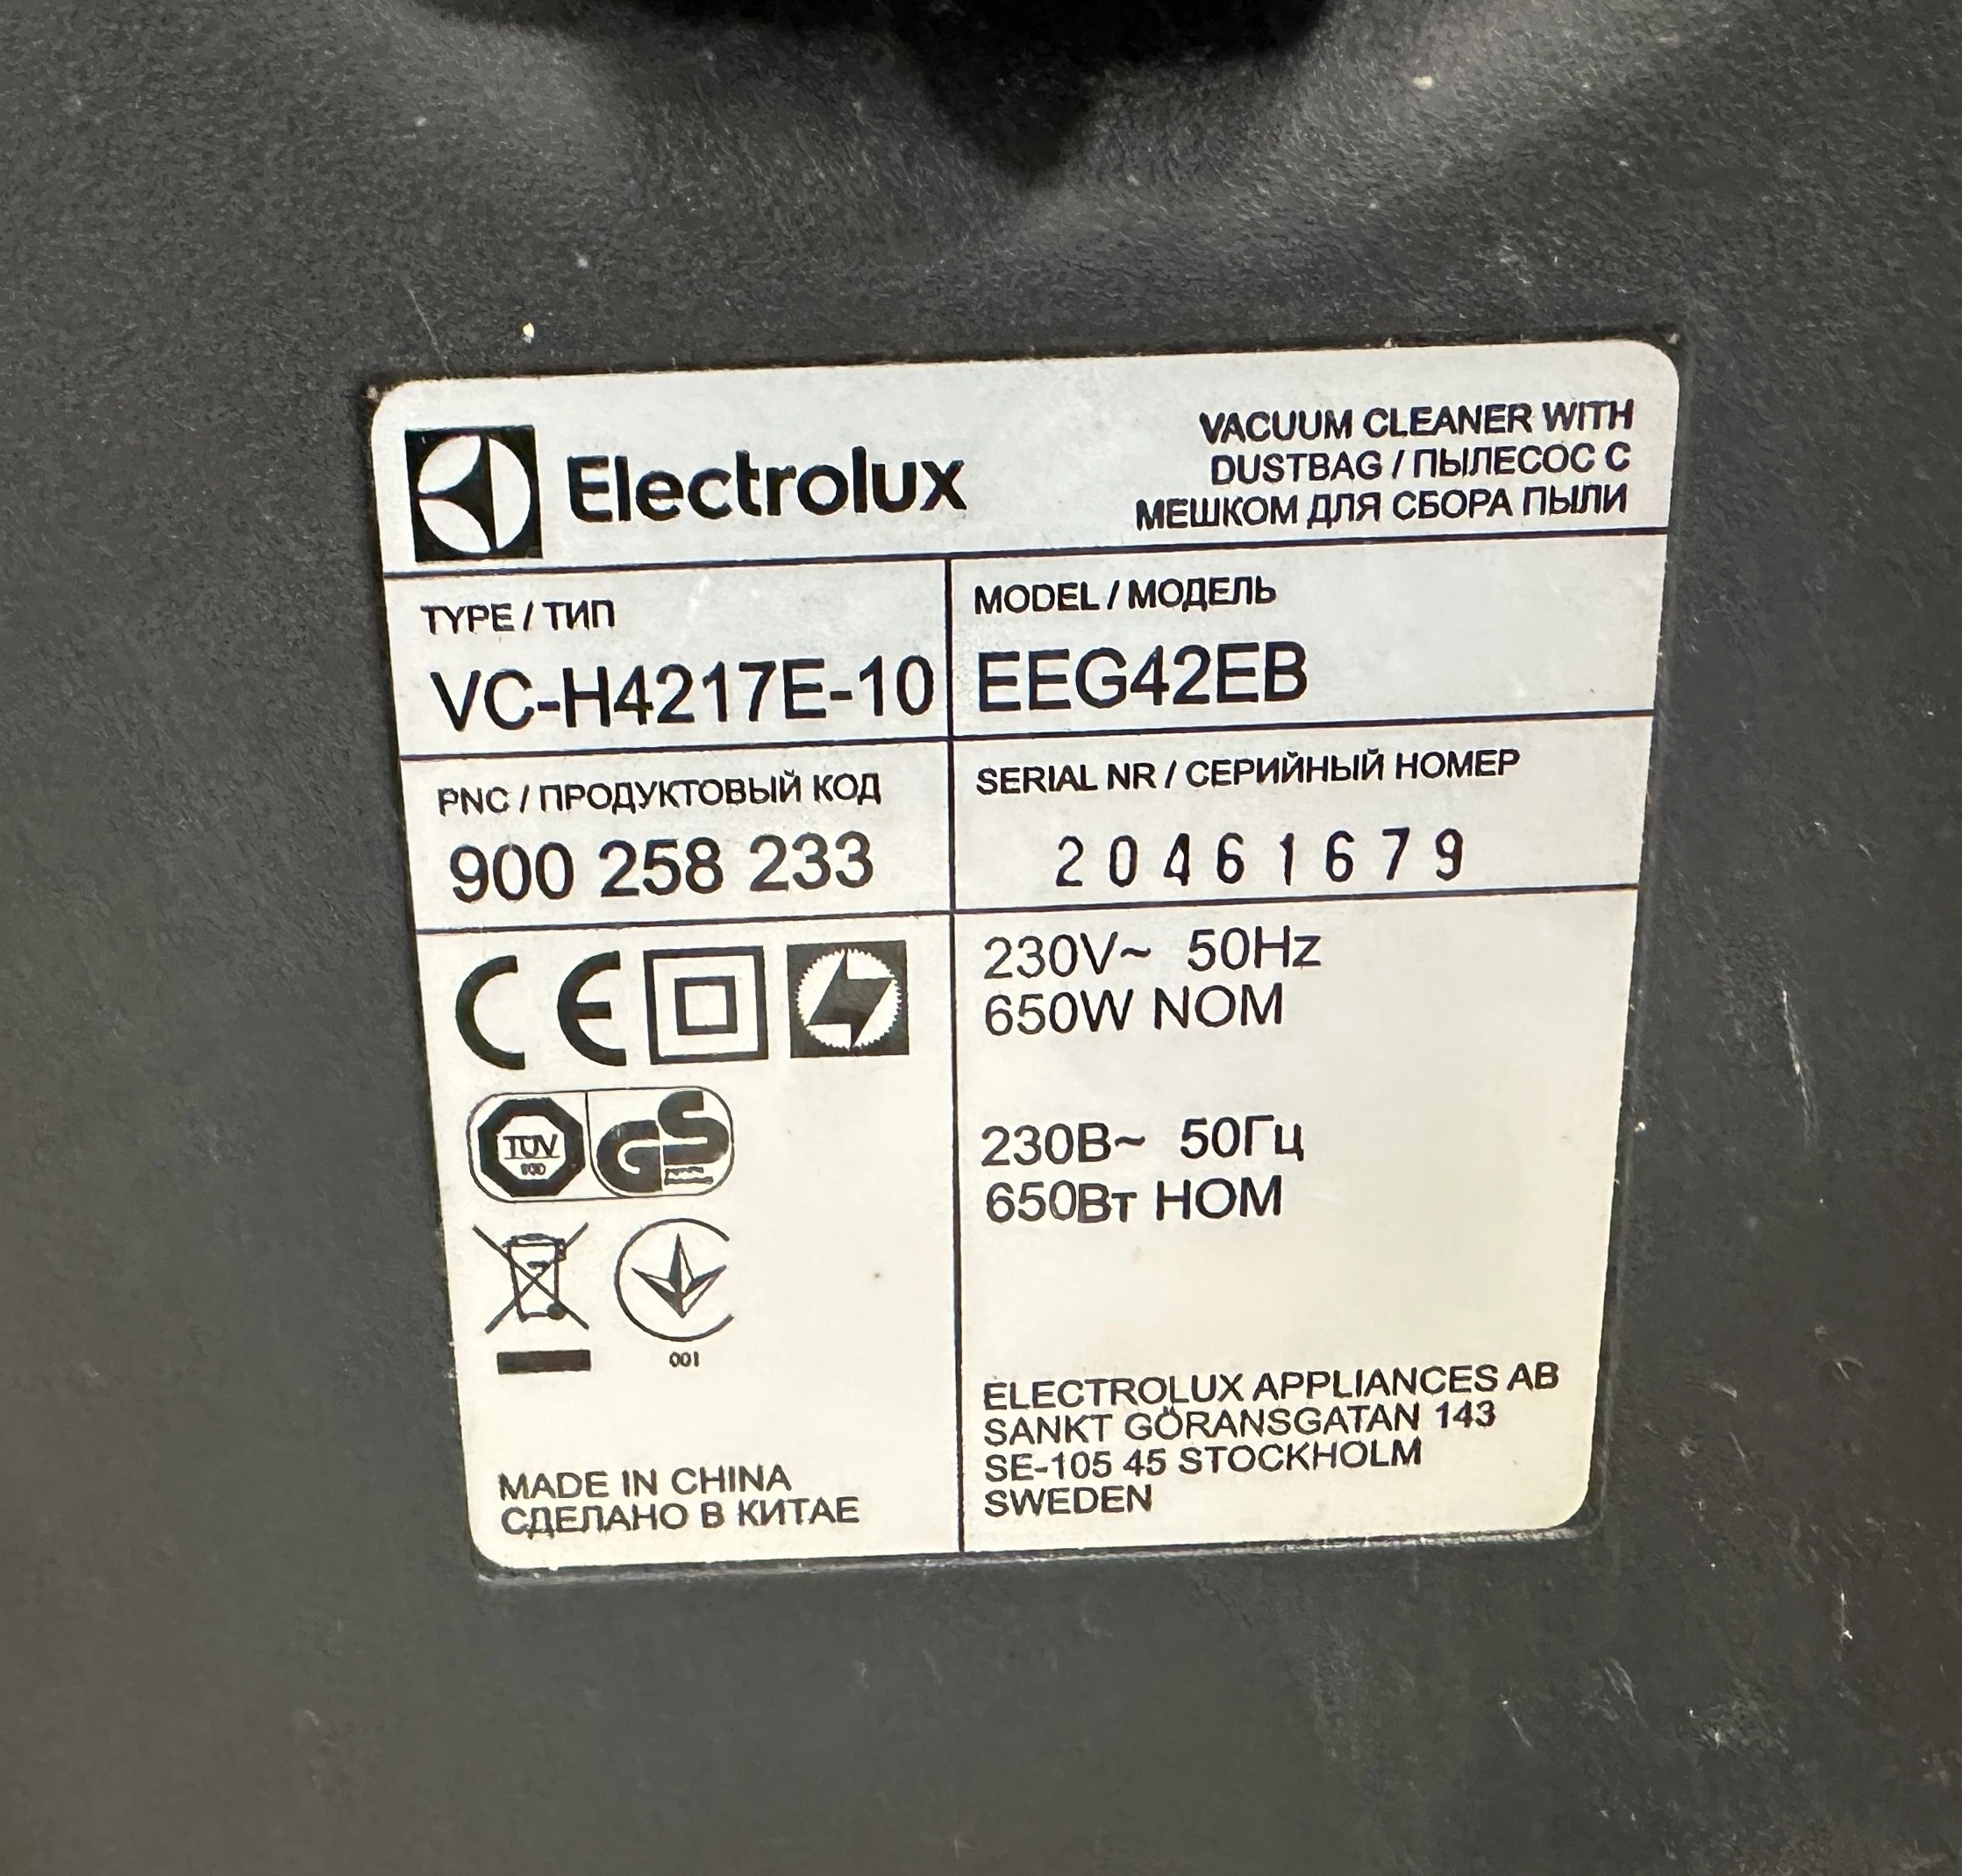 Electrolux
VACUUM CLEANER WITH
DUSTBAG / ПЫЛЕСОС С
МЕШКОМ ДЛЯ СБОРА ПЫЛИ
TYPE / ТИП
VC-H4217E-10
MODEL / МОДЕЛЬ
EEG42EB
PNC / ПРОДУКТОВЫЙ КОД
900 258 233
SERIAL NR / СЕРИЙНЫЙ НОМЕР
20461679
CE
TÜV
GS
001
MADE IN CHINA
СДЕЛАНО В КИТАЕ
230V~ 50Hz
650W NOM
230В~ 50Гц
650Вт НОМ
ELECTROLUX APPLIANCES AB
SANKT GÖRANSGATAN 143
SE-105 45 STOCKHOLM
SWEDEN